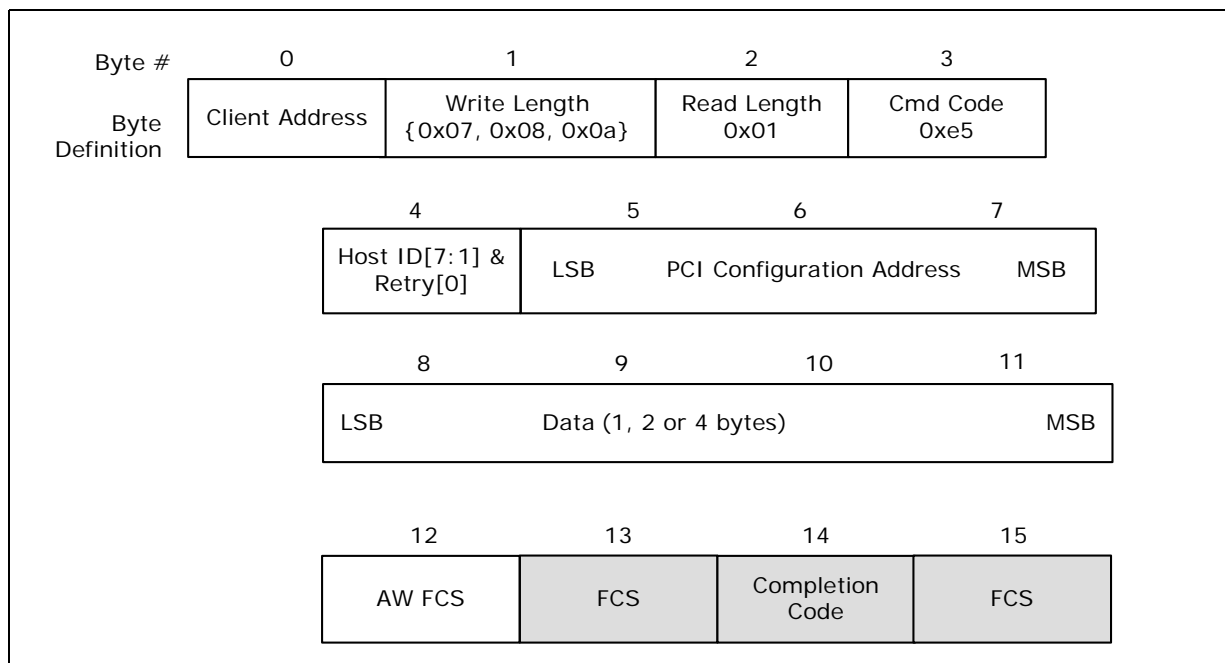 Byte # 0 1 2 3
Byte Definition
Client Address
Write Length
{0x07, 0x08, 0x0a}
Read Length
0x01
Cmd Code
0xe5
4 5 6 7
Host ID[7:1] &
Retry[0]
LSB PCI Configuration Address MSB
8 9 10 11
LSB Data (1, 2 or 4 bytes) MSB
12 13 14 15
AW FCS
FCS
Completion
Code
FCS